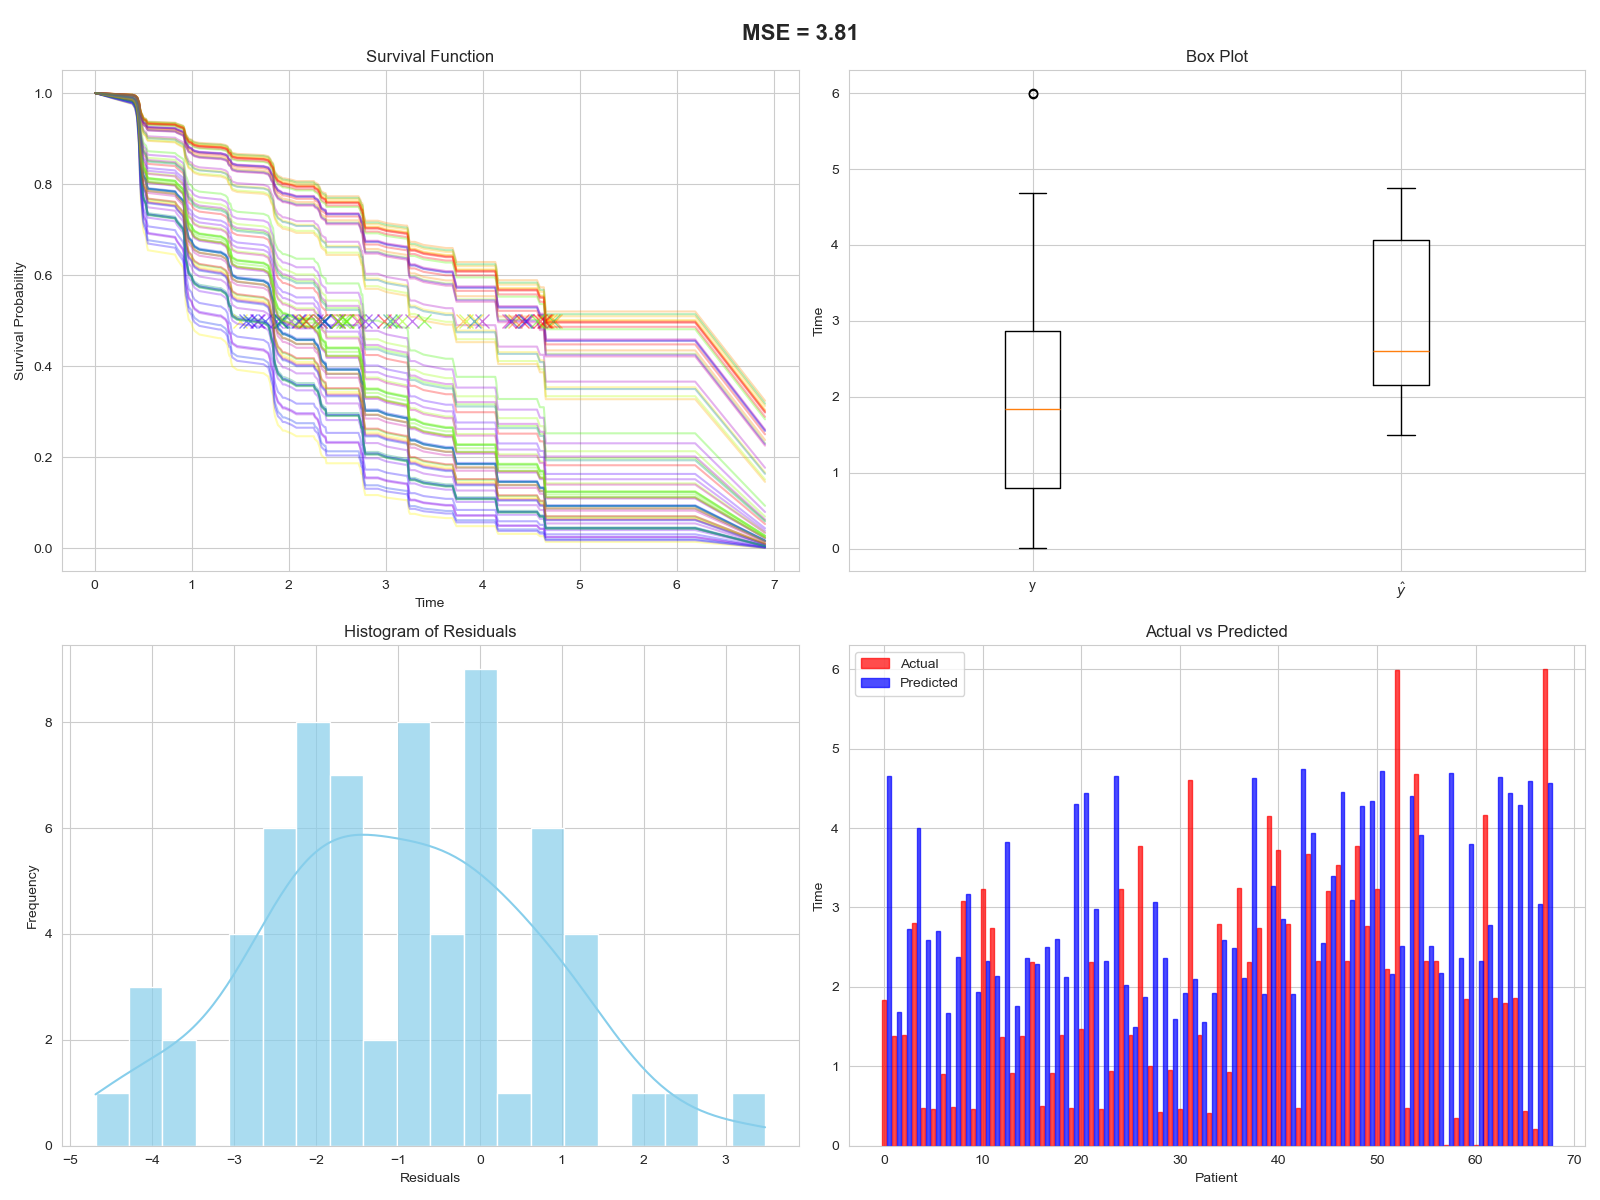 MSE = 3.81
Survival Function
1.0
0.8
0.6
0.4
0.2
0.0
Survival Probability
0 1 2 3 4 5 6 7
Time
Box Plot
6
5
4
3
2
1
0
Time
y ŷ
Histogram of Residuals
8
6
4
2
0
Frequency
−5 −4 −3 −2 −1 0 1 2 3
Residuals
Actual vs Predicted
Actual
Predicted
6
5
4
3
2
1
0
Time
0 10 20 30 40 50 60 70
Patient